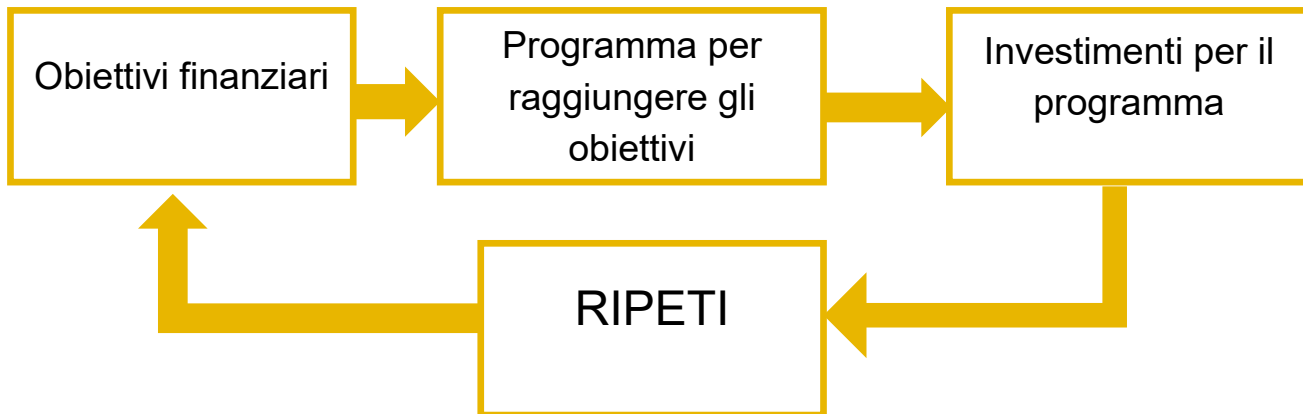 Obiettivi finanziari
Programma per
raggiungere gli
obiettivi
Investimenti per il
programma
RIPETI